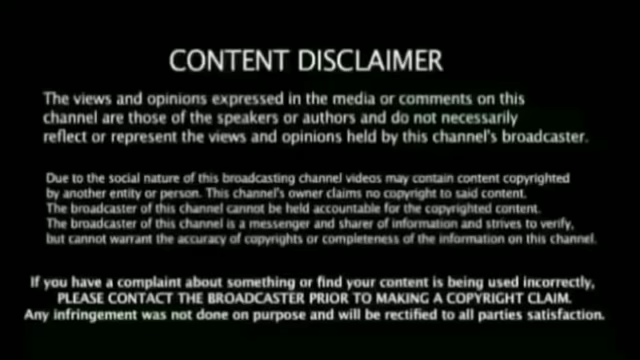 CONTENT DISCLAIMER
The views and opinions expressed in the media or comments on this
channel are those of the speakers or authors and do not necessarily
reflect or represent the views and opinions held by this channel's broadcaster.
Due to the social nature of this broadcasting channel videos may contain content copyrighted
by another entity or person. This channel's owner claims no copyright to said content.
The broadcaster of this channel cannot be held accountable for the copyrighted content.
The broadcaster of this channel is a messenger and sharer of information and strives to verify,
but cannot warrant the accuracy of copyrights or completeness of the information on this channel.
If you have a complaint about something or find your content is being used incorrectly,
PLEASE CONTACT THE BROADCASTER PRIOR TO MAKING A COPYRIGHT CLAIM.
Any infringement was not done on purpose and will be rectified to all parties satisfaction.